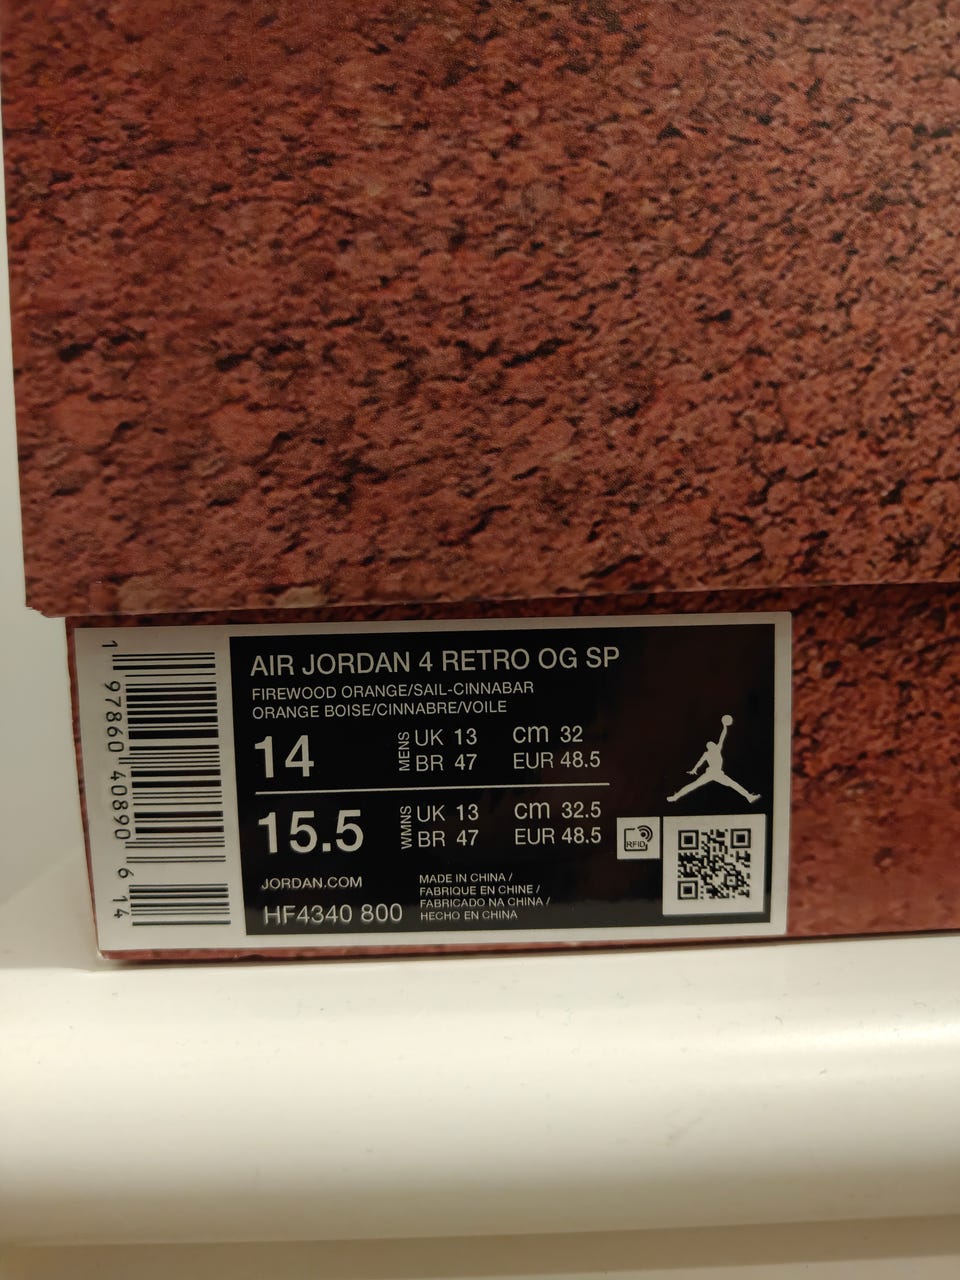 1 97860 40890 6 14
AIR JORDAN 4 RETRO OG SP
FIREWOOD ORANGE/SAIL-CINNABAR
ORANGE BOISE/CINNABRE/VOILE
14 MENS UK 13 cm 32
BR 47 EUR 48.5
15.5 WMNS UK 13 cm 32.5
BR 47 EUR 48.5
RFID
JORDAN.COM
HF4340 800
MADE IN CHINA /
FABRIQUE EN CHINE /
FABRICADO NA CHINA /
HECHO EN CHINA